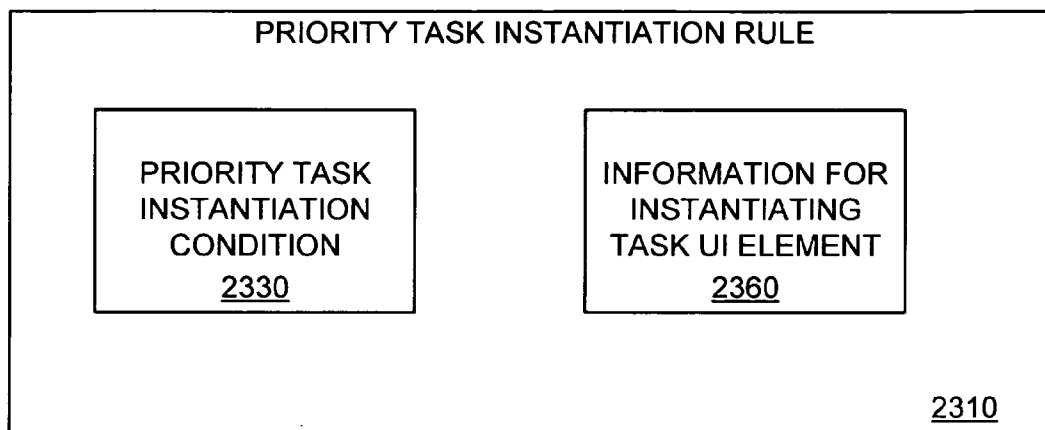 PRIORITY TASK INSTANTIATION RULE
PRIORITY TASK
INSTANTIATION
CONDITION
2330
INFORMATION FOR
INSTANTIATING
TASK UI ELEMENT
2360
2310